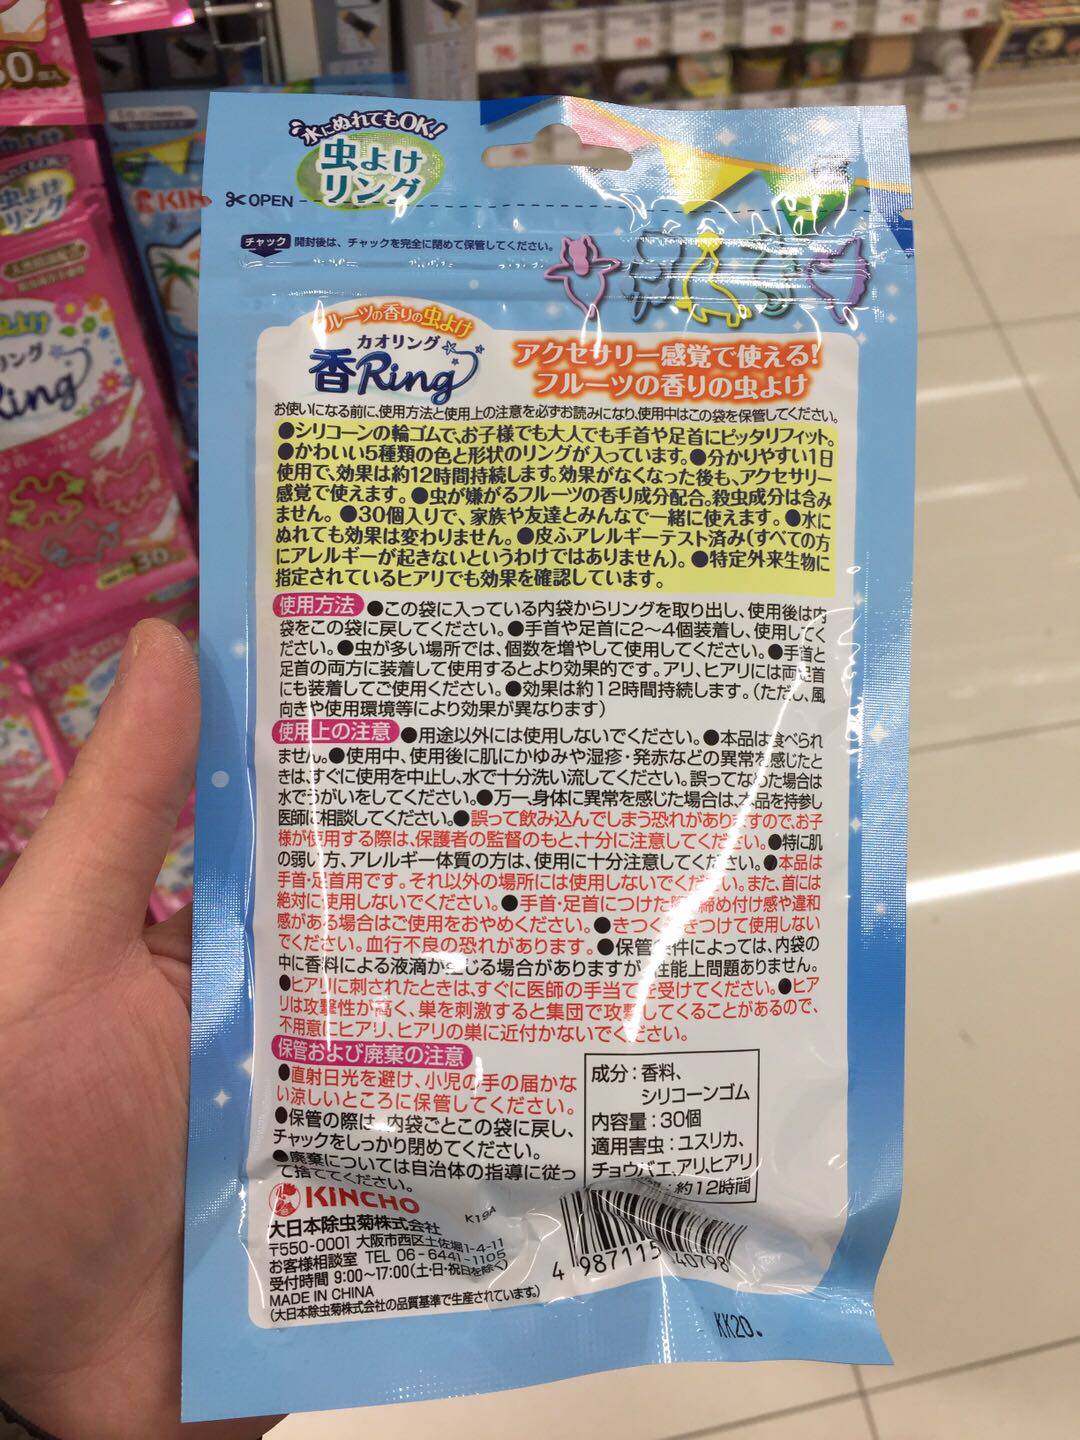 水にぬれてもOK!
虫よけ
リング
OPEN
チャック 開封後は、チャックを完全に閉めて保管してください。
フルーツの香りの虫よけ
カオリング
香Ring
アクセサリー感覚で使える!
フルーツの香りの虫よけ
お使いになる前に、使用方法と使用上の注意を必ずお読みになり、使用中はこの袋を保管してください。
●シリコーンの輪ゴムで、お子様でも大人でも手首や足首にピッタリフィット。
●かわいい5種類の色と形状のリングが入っています。●分かりやすい1日
使用で、効果は約12時間持続します。効果がなくなった後も、アクセサリー
感覚で使えます。●虫が嫌がるフルーツの香り成分配合。殺虫成分は含み
ません。●30個入りで、家族や友達とみんなで一緒に使えます。●水に
ぬれても効果は変わりません。●皮ふアレルギーテスト済み(すべての方
にアレルギーが起きないというわけではありません)。●特定外来生物に
指定されているヒアリでも効果を確認しています。
使用方法 ●この袋に入っている内袋からリングを取り出し、使用後は内
袋をこの袋に戻してください。●手首や足首に2〜4個装着し、使用してく
ださい。●虫が多い場所では、個数を増やして使用してください。●手首と
足首の両方に装着して使用するとより効果的です。アリ、ヒアリには両足首
にも装着してご使用ください。●効果は約12時間持続します。(ただし、風
向きや使用環境等により効果が異なります)
使用上の注意 ●用途以外には使用しないでください。●本品は食べられ
ません。●使用中、使用後に肌にかゆみや湿疹・発赤などの異常を感じたと
きは、すぐに使用を中止し、水で十分洗い流してください。誤ってなめた場合は
水でうがいをしてください。●万一、身体に異常を感じた場合は、本品を持参し
医師に相談してください。●誤って飲み込んでしまう恐れがありますので、お子
様が使用する際は、保護者の監督のもと、十分に注意してください。●特に肌
の弱い方、アレルギー体質の方は、使用に十分注意してください。●本品は
手首・足首用です。それ以外の場所には使用しないでください。また、首には
絶対に使用しないでください。●手首・足首につけた際、締め付け感や違和
感がある場合はご使用をおやめください。●きつく巻きつけて使用しない
でください。血行不良の恐れがあります。●保管条件によっては、内袋の
中に香料による液滴が生じる場合がありますが、性能上問題ありません。
●ヒアリに刺されたときは、すぐに医師の手当てを受けてください。●ヒア
リは攻撃性が高く、巣を刺激すると集団で攻撃してくることがあるので、
不用意にヒアリ、ヒアリの巣に近付かないでください。
保管および廃棄の注意
●直射日光を避け、小児の手の届かな
い涼しいところに保管してください。
●保管の際は、内袋ごとこの袋に戻し、
チャックをしっかり閉めてください。
●廃棄については自治体の指導に従っ
て捨ててください。
成分:香料、
シリコーンゴム
内容量:30個
適用害虫:ユスリカ、
チョウバエ、アリ、ヒアリ
:約12時間
KINCHO
大日本除虫菊株式会社
K19A
〒550-0001 大阪市西区土佐堀1-4-11
お客様相談室 TEL 06-6441-1105
受付時間 9:00〜17:00(土・日・祝日を除く)
MADE IN CHINA
(大日本除虫菊株式会社の品質基準で生産されています。)
4 987115 40798
KK20.